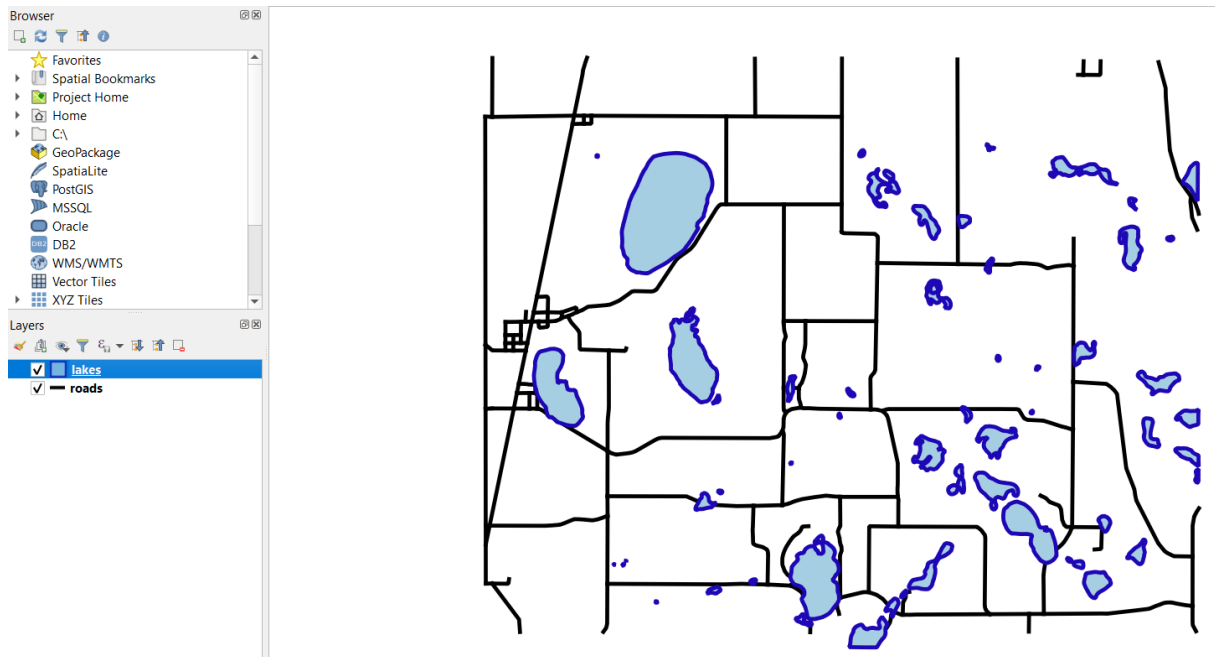 Browser
Favorites
Spatial Bookmarks
Project Home
Home
C:\
GeoPackage
SpatiaLite
PostGIS
MSSQL
Oracle
DB2 DB2
WMS/WMTS
Vector Tiles
XYZ Tiles
Layers
lakes
roads